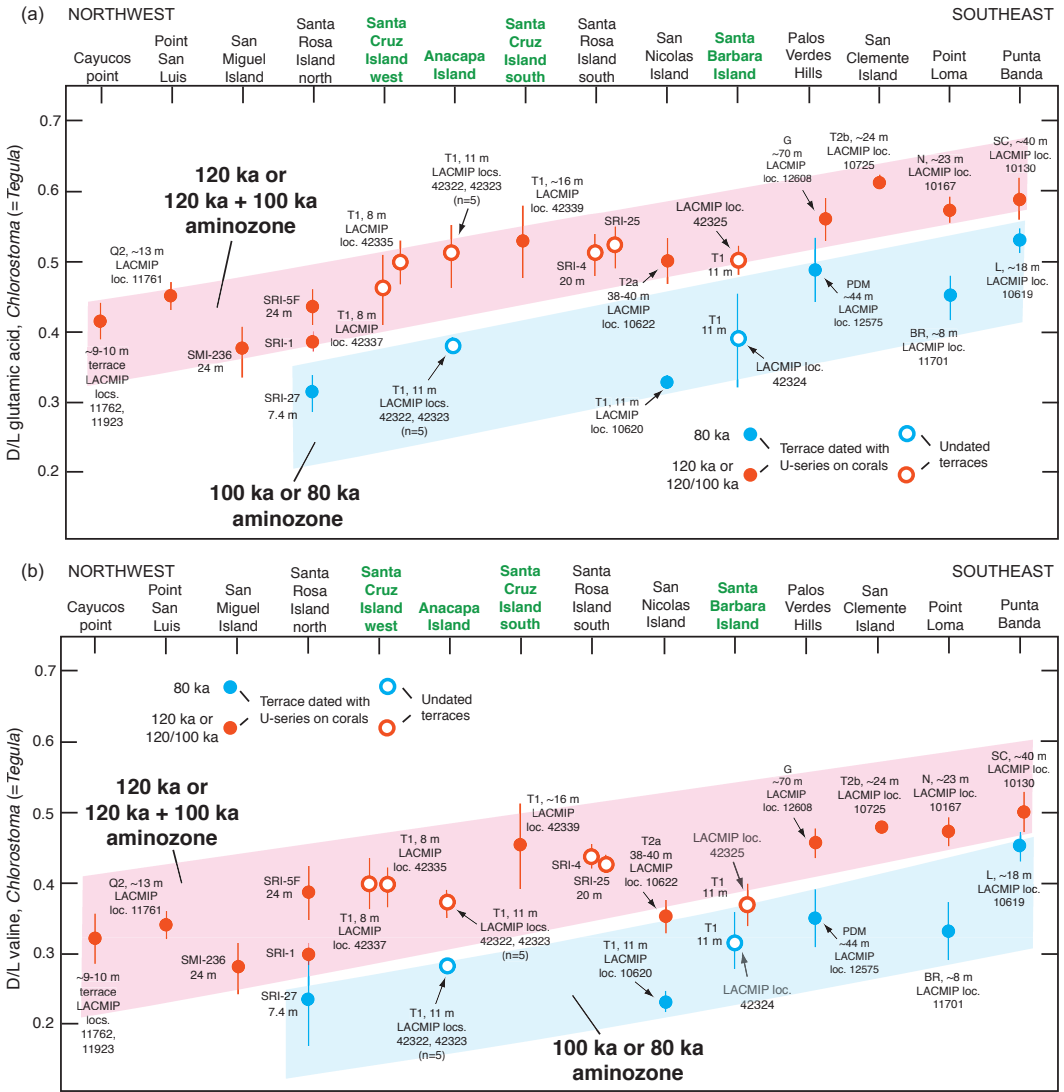 (a)
NORTHWEST
SOUTHEAST
Cayucos
point
Point
San
Luis
San
Miguel
Island
Santa
Rosa
Island
north
Santa
Cruz
Island
west
Anacapa
Island
Santa
Cruz
Island
south
Santa
Rosa
Island
south
San
Nicolas
Island
Santa
Barbara
Island
Palos
Verdes
Hills
San
Clemente
Island
Point
Loma
Punta
Banda
D/L glutamic acid, Chlorostoma (=Tegula)
0.7
0.6
0.5
0.4
0.3
0.2
120 ka or
120 ka + 100 ka
aminozone
Q2, ~13 m
LACMIP
loc. 11761
~9-10 m
terrace
LACMIP
locs.
11762,
11923
SMI-236
24 m
SRI-5F
24 m
SRI-1
SRI-27
7.4 m
T1, 8 m
LACMIP
loc. 42335
T1, 8 m
LACMIP
loc. 42337
T1, 11 m
LACMIP locs.
42322, 42323
(n=5)
T1, 11 m
LACMIP locs.
42322, 42323
(n=5)
T1, ~16 m
LACMIP
loc. 42339
SRI-25
SRI-4
20 m
T2a
38-40 m
LACMIP
loc. 10622
T1, 11 m
LACMIP
loc. 10620
LACMIP loc.
42325
T1
11 m
T1
11 m
LACMIP loc.
42324
G
~70 m
LACMIP
loc. 12608
PDM
~44 m
LACMIP
loc. 12575
T2b, ~24 m
LACMIP loc.
10725
N, ~23 m
LACMIP loc.
10167
BR, ~8 m
LACMIP loc.
11701
SC, ~40 m
LACMIP loc.
10130
L, ~18 m
LACMIP loc.
10619
100 ka or 80 ka
aminozone
80 ka
120 ka or
120/100 ka
Terrace dated with
U-series on corals
Undated
terraces
(b)
NORTHWEST
SOUTHEAST
Cayucos
point
Point
San
Luis
San
Miguel
Island
Santa
Rosa
Island
north
Santa
Cruz
Island
west
Anacapa
Island
Santa
Cruz
Island
south
Santa
Rosa
Island
south
San
Nicolas
Island
Santa
Barbara
Island
Palos
Verdes
Hills
San
Clemente
Island
Point
Loma
Punta
Banda
D/L valine, Chlorostoma (=Tegula)
0.7
0.6
0.5
0.4
0.3
0.2
80 ka
120 ka or
120/100 ka
Terrace dated with
U-series on corals
Undated
terraces
120 ka or
120 ka + 100 ka
aminozone
Q2, ~13 m
LACMIP
loc. 11761
~9-10 m
terrace
LACMIP
locs.
11762,
11923
SMI-236
24 m
SRI-5F
24 m
SRI-1
SRI-27
7.4 m
T1, 8 m
LACMIP
loc. 42335
T1, 8 m
LACMIP
loc. 42337
T1, 11 m
LACMIP locs.
42322, 42323
(n=5)
T1, 11 m
LACMIP locs.
42322, 42323
(n=5)
T1, ~16 m
LACMIP
loc. 42339
SRI-4
SRI-25
20 m
T2a
38-40 m
LACMIP
loc. 10622
T1, 11 m
LACMIP
loc. 10620
LACMIP loc.
42325
T1
11 m
T1
11 m
LACMIP loc.
42324
G
~70 m
LACMIP
loc. 12608
PDM
~44 m
LACMIP
loc. 12575
T2b, ~24 m
LACMIP loc.
10725
N, ~23 m
LACMIP loc.
10167
BR, ~8 m
LACMIP loc.
11701
SC, ~40 m
LACMIP loc.
10130
L, ~18 m
LACMIP loc.
10619
100 ka or 80 ka
aminozone